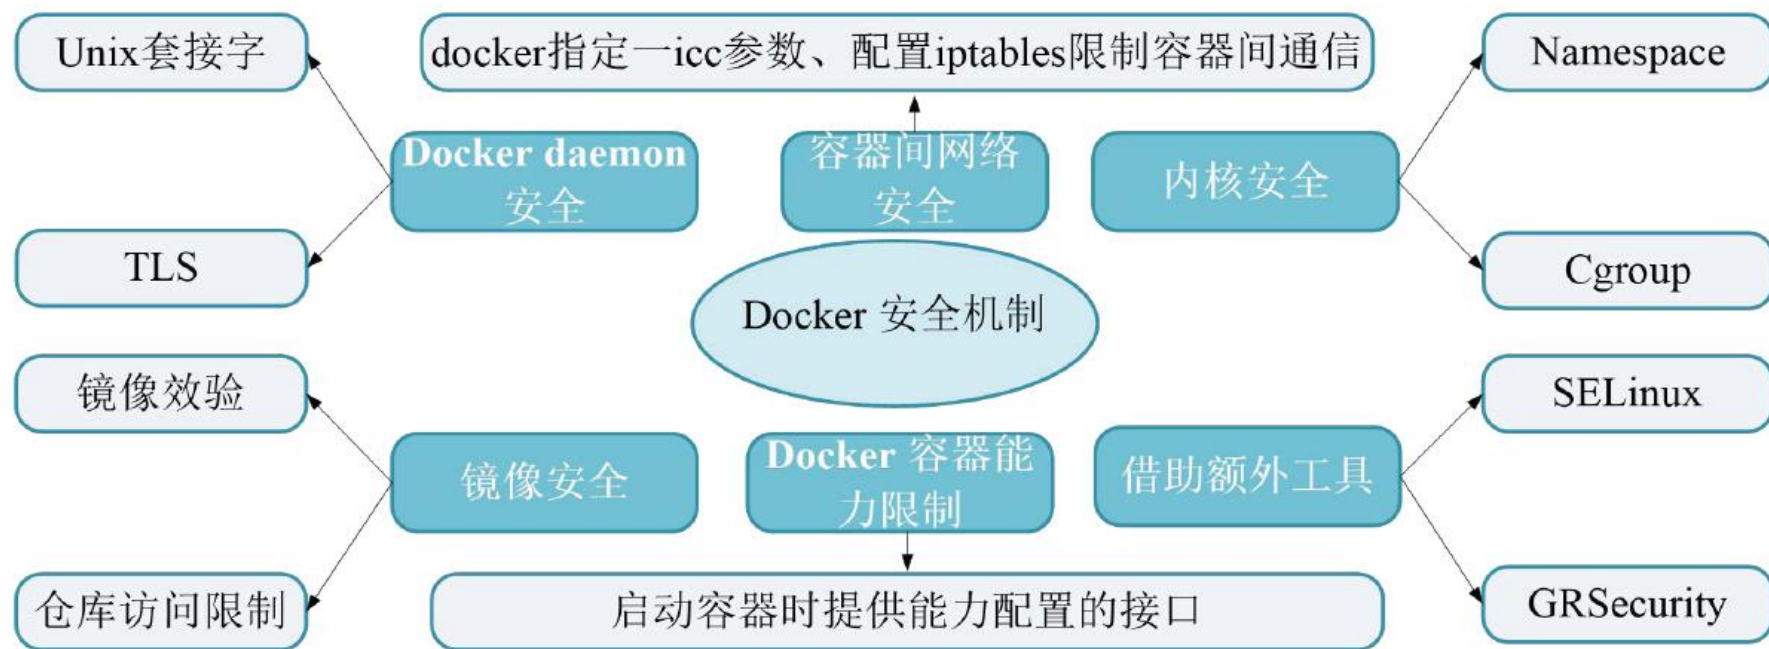 Unix套接字
docker指定一icc参数、配置iptables限制容器间通信
Namespace
Docker daemon
安全
容器间网络
安全
内核安全
TLS
Cgroup
Docker 安全机制
镜像效验
SELinux
镜像安全
Docker 容器能
力限制
借助额外工具
仓库访问限制
启动容器时提供能力配置的接口
GRSecurity